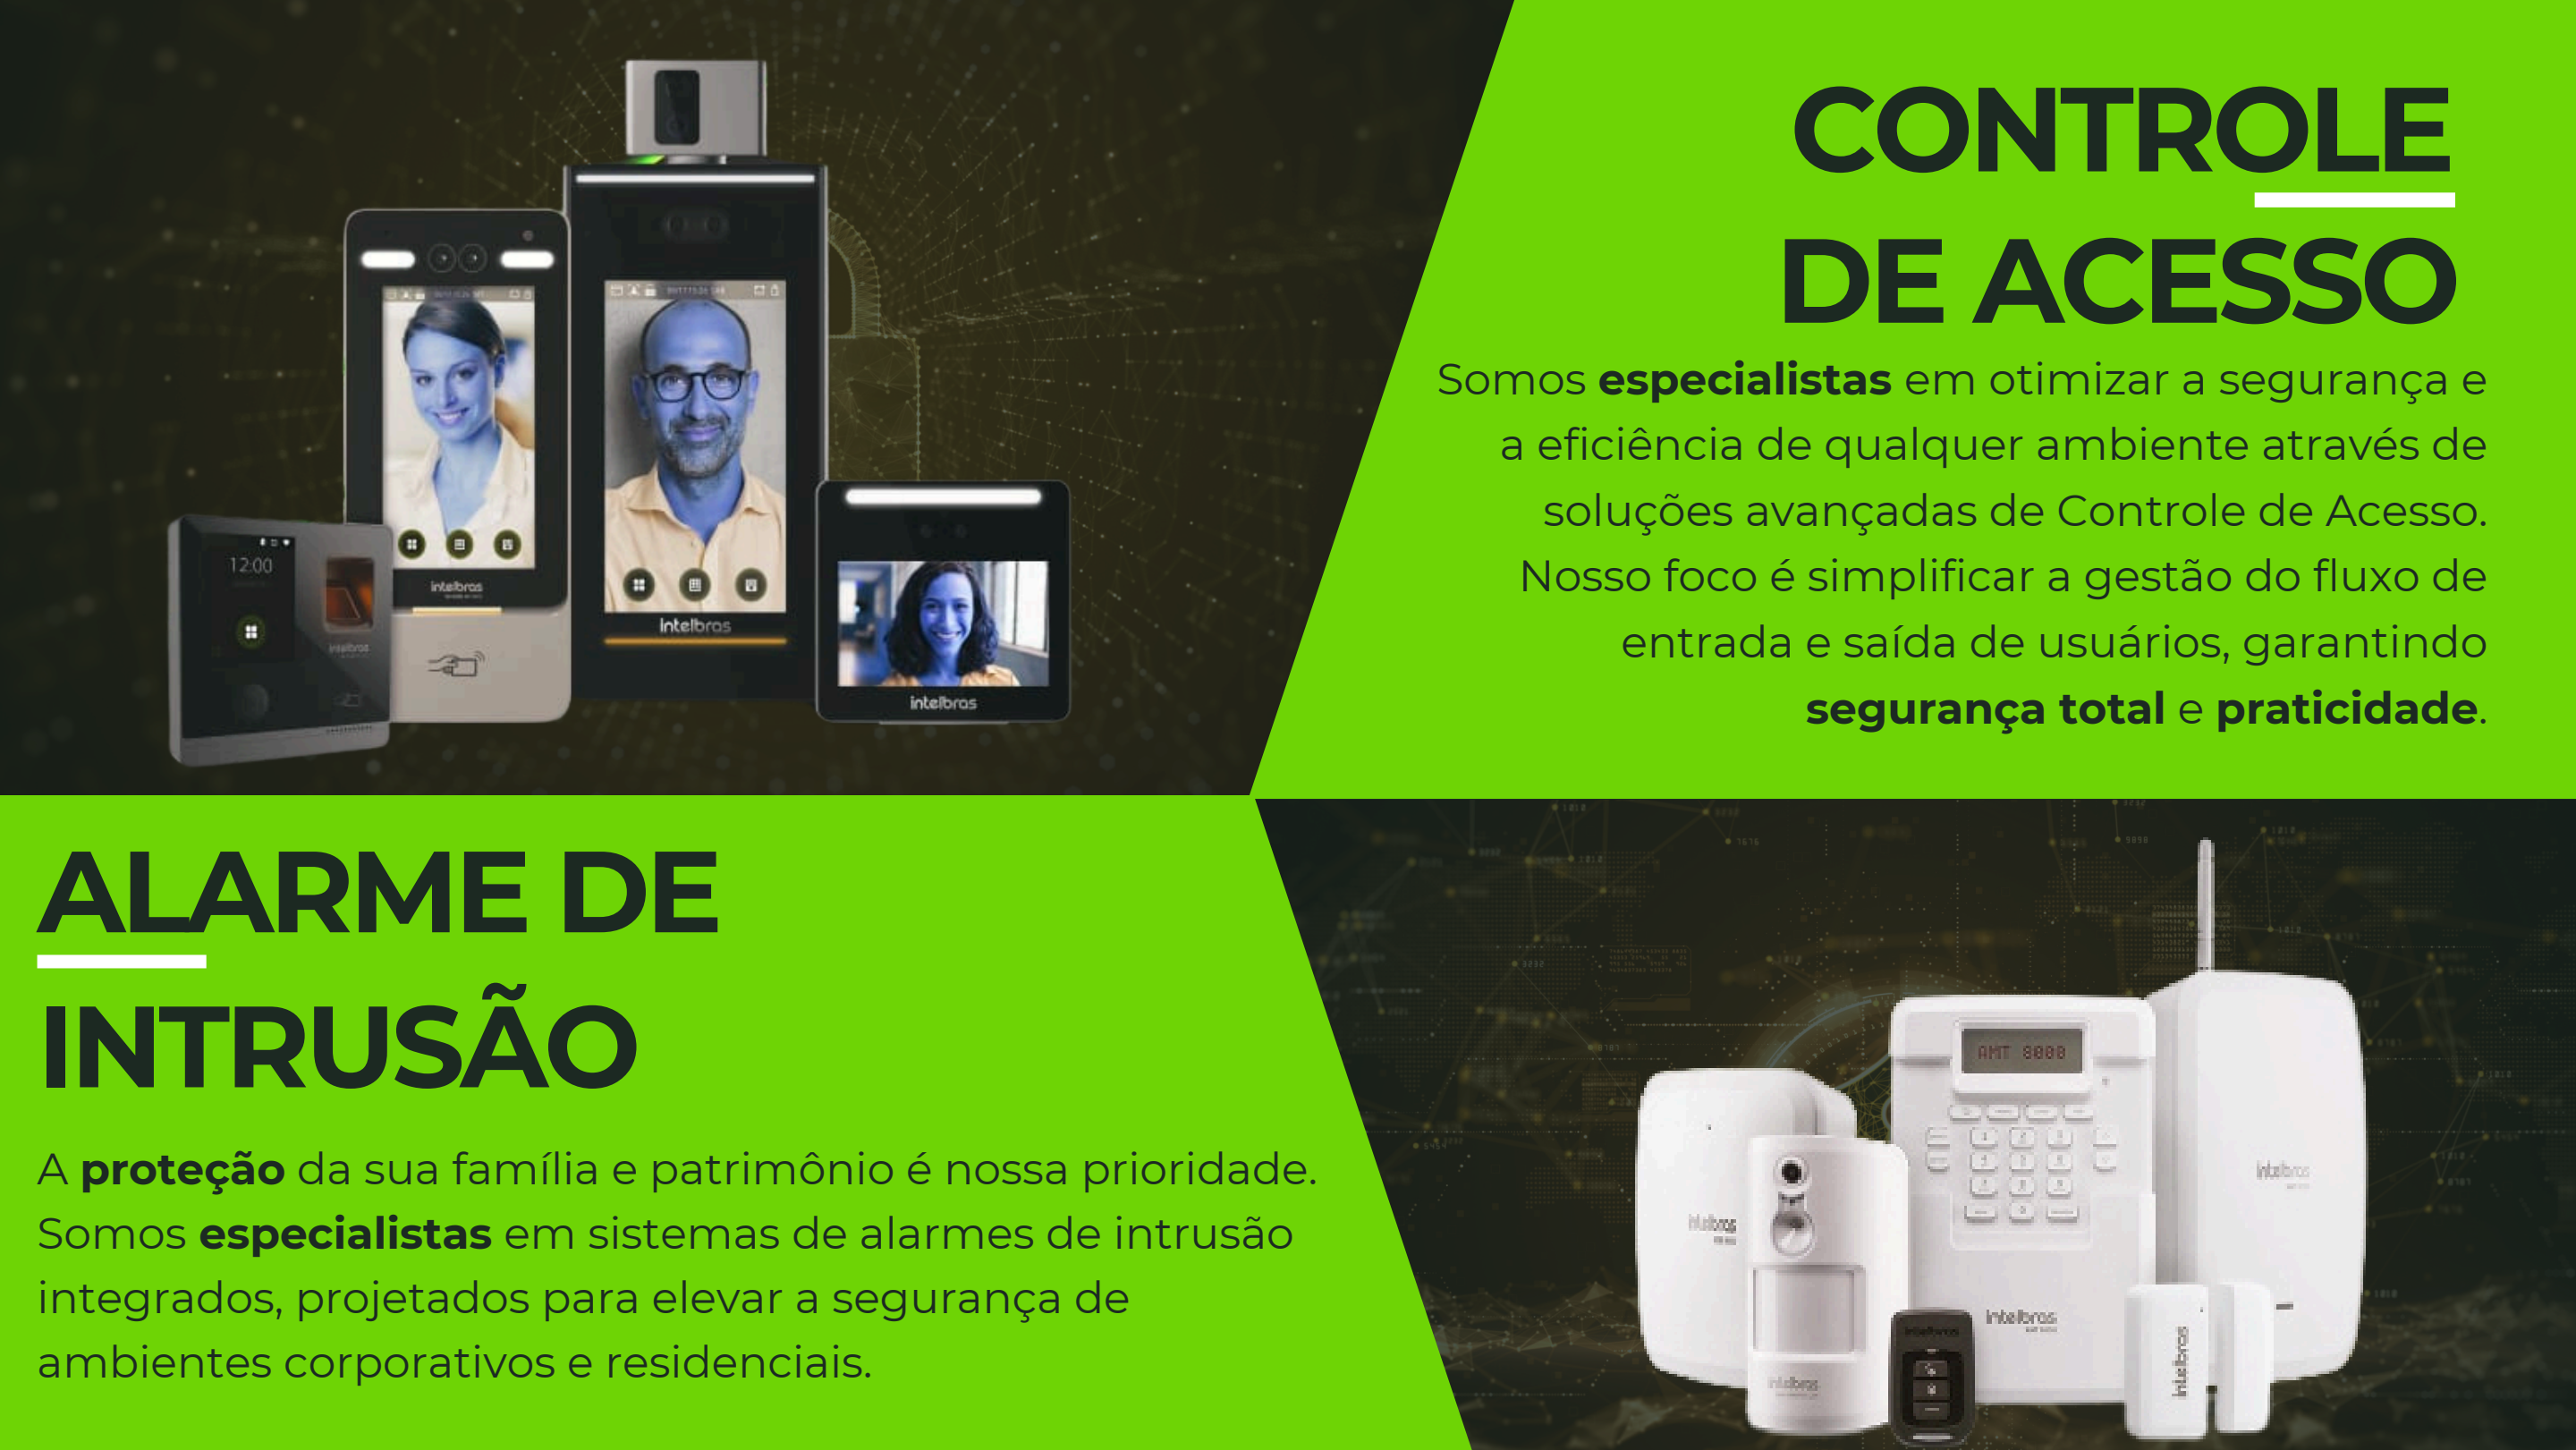 CONTROLE
DE ACESSO
Somos especialistas em otimizar a segurança e
a eficiência de qualquer ambiente através de
soluções avançadas de Controle de Acesso.
Nosso foco é simplificar a gestão do fluxo de
entrada e saída de usuários, garantindo
segurança total e praticidade.
12:00
intelbras
intelbras
intelbras
intelbras
ALARME DE
INTRUSÃO
A proteção da sua família e patrimônio é nossa prioridade.
Somos especialistas em sistemas de alarmes de intrusão
integrados, projetados para elevar a segurança de
ambientes corporativos e residenciais.
AMT 8000
intelbras
intelbras
intelbras
intelbras
intelbras
intelbras